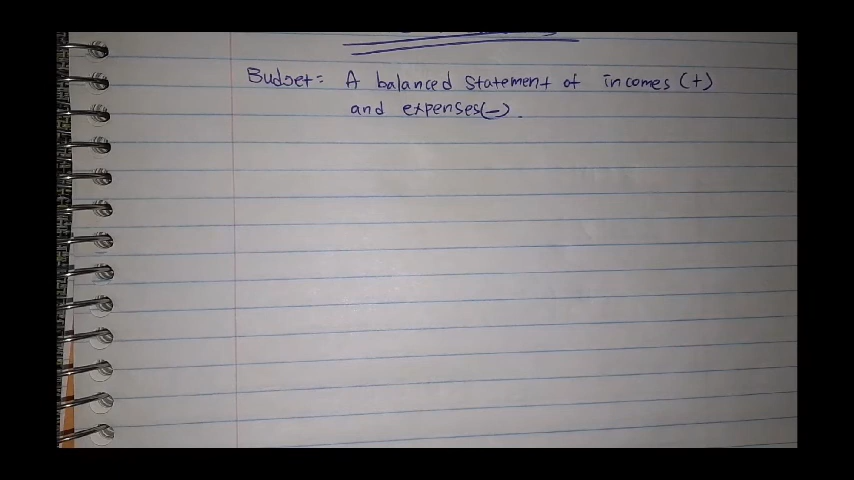 Budget: A balanced statement of incomes (+)
and expenses(-).